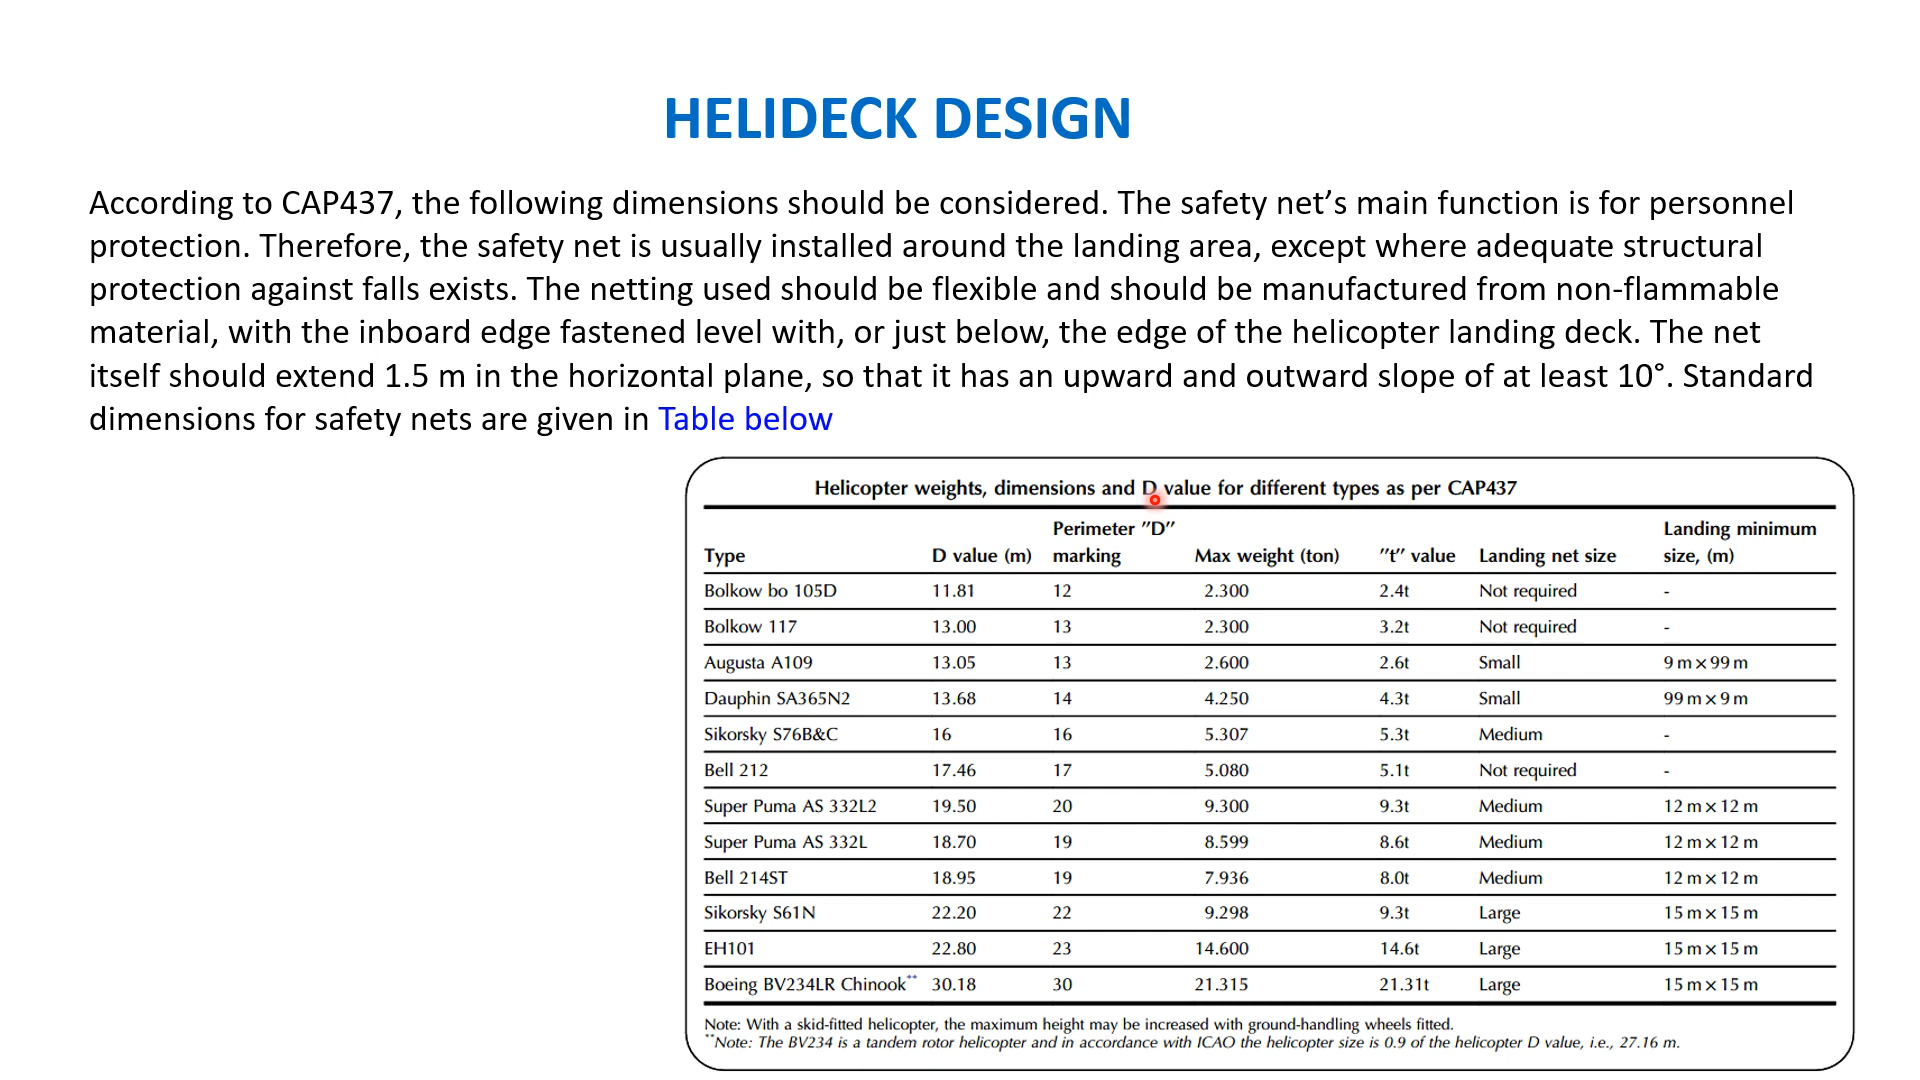 HELIDECK DESIGN
According to CAP437, the following dimensions should be considered. The safety net’s main function is for personnel
protection. Therefore, the safety net is usually installed around the landing area, except where adequate structural
protection against falls exists. The netting used should be flexible and should be manufactured from non-flammable
material, with the inboard edge fastened level with, or just below, the edge of the helicopter landing deck. The net
itself should extend 1.5 m in the horizontal plane, so that it has an upward and outward slope of at least 10°. Standard
dimensions for safety nets are given in Table below
Helicopter weights, dimensions and D value for different types as per CAP437
Type D value (m) Perimeter ”D” marking Max weight (ton) ”t” value Landing net size Landing minimum size, (m)
Bolkow bo 105D 11.81 12 2.300 2.4t Not required -
Bolkow 117 13.00 13 2.300 3.2t Not required -
Augusta A109 13.05 13 2.600 2.6t Small 9 m × 99 m
Dauphin SA365N2 13.68 14 4.250 4.3t Small 99 m × 9 m
Sikorsky S76B&C 16 16 5.307 5.3t Medium -
Bell 212 17.46 17 5.080 5.1t Not required -
Super Puma AS 332L2 19.50 20 9.300 9.3t Medium 12 m × 12 m
Super Puma AS 332L 18.70 19 8.599 8.6t Medium 12 m × 12 m
Bell 214ST 18.95 19 7.936 8.0t Medium 12 m × 12 m
Sikorsky S61N 22.20 22 9.298 9.3t Large 15 m × 15 m
EH101 22.80 23 14.600 14.6t Large 15 m × 15 m
Boeing BV234LR Chinook** 30.18 30 21.315 21.31t Large 15 m × 15 m
Note: With a skid-fitted helicopter, the maximum height may be increased with ground-handling wheels fitted.
**Note: The BV234 is a tandem rotor helicopter and in accordance with ICAO the helicopter size is 0.9 of the helicopter D value, i.e., 27.16 m.